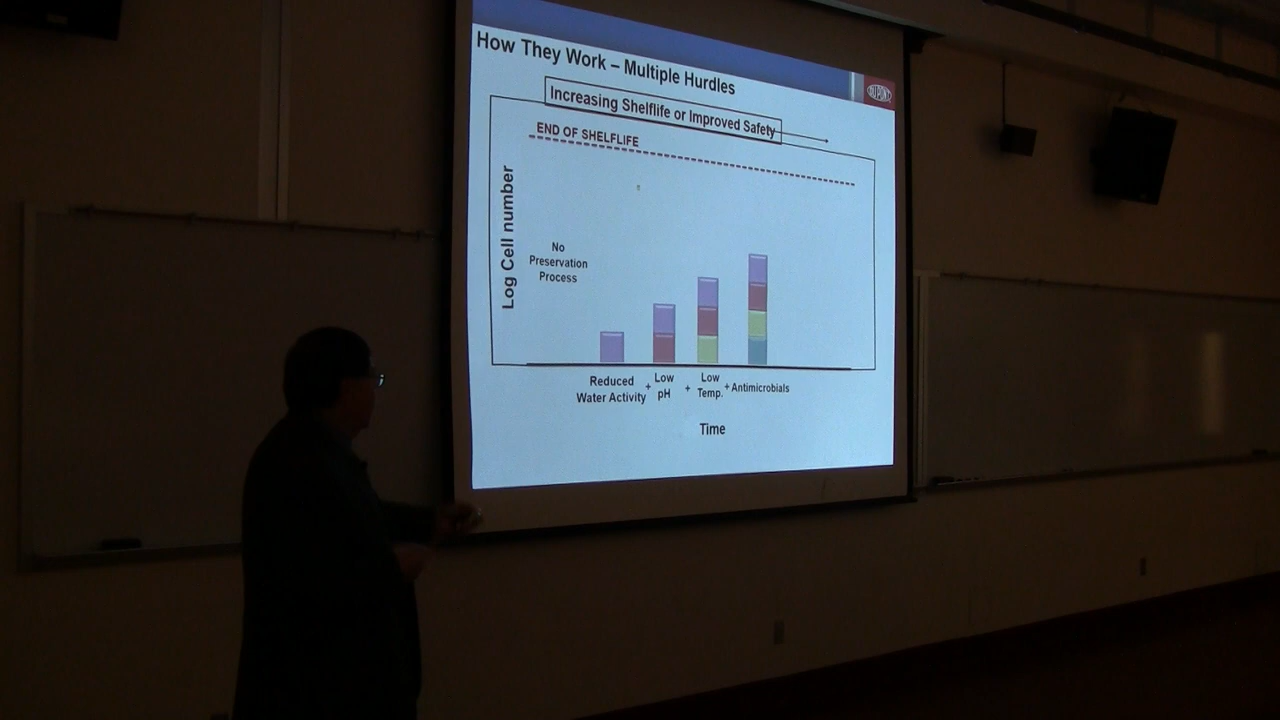 How They Work – Multiple Hurdles
DUPONT
Increasing Shelflife or Improved Safety
END OF SHELFLIFE
Log Cell number
No
Preservation
Process
Reduced
Water Activity
+
Low
pH
+
Low
Temp.
+ Antimicrobials
Time